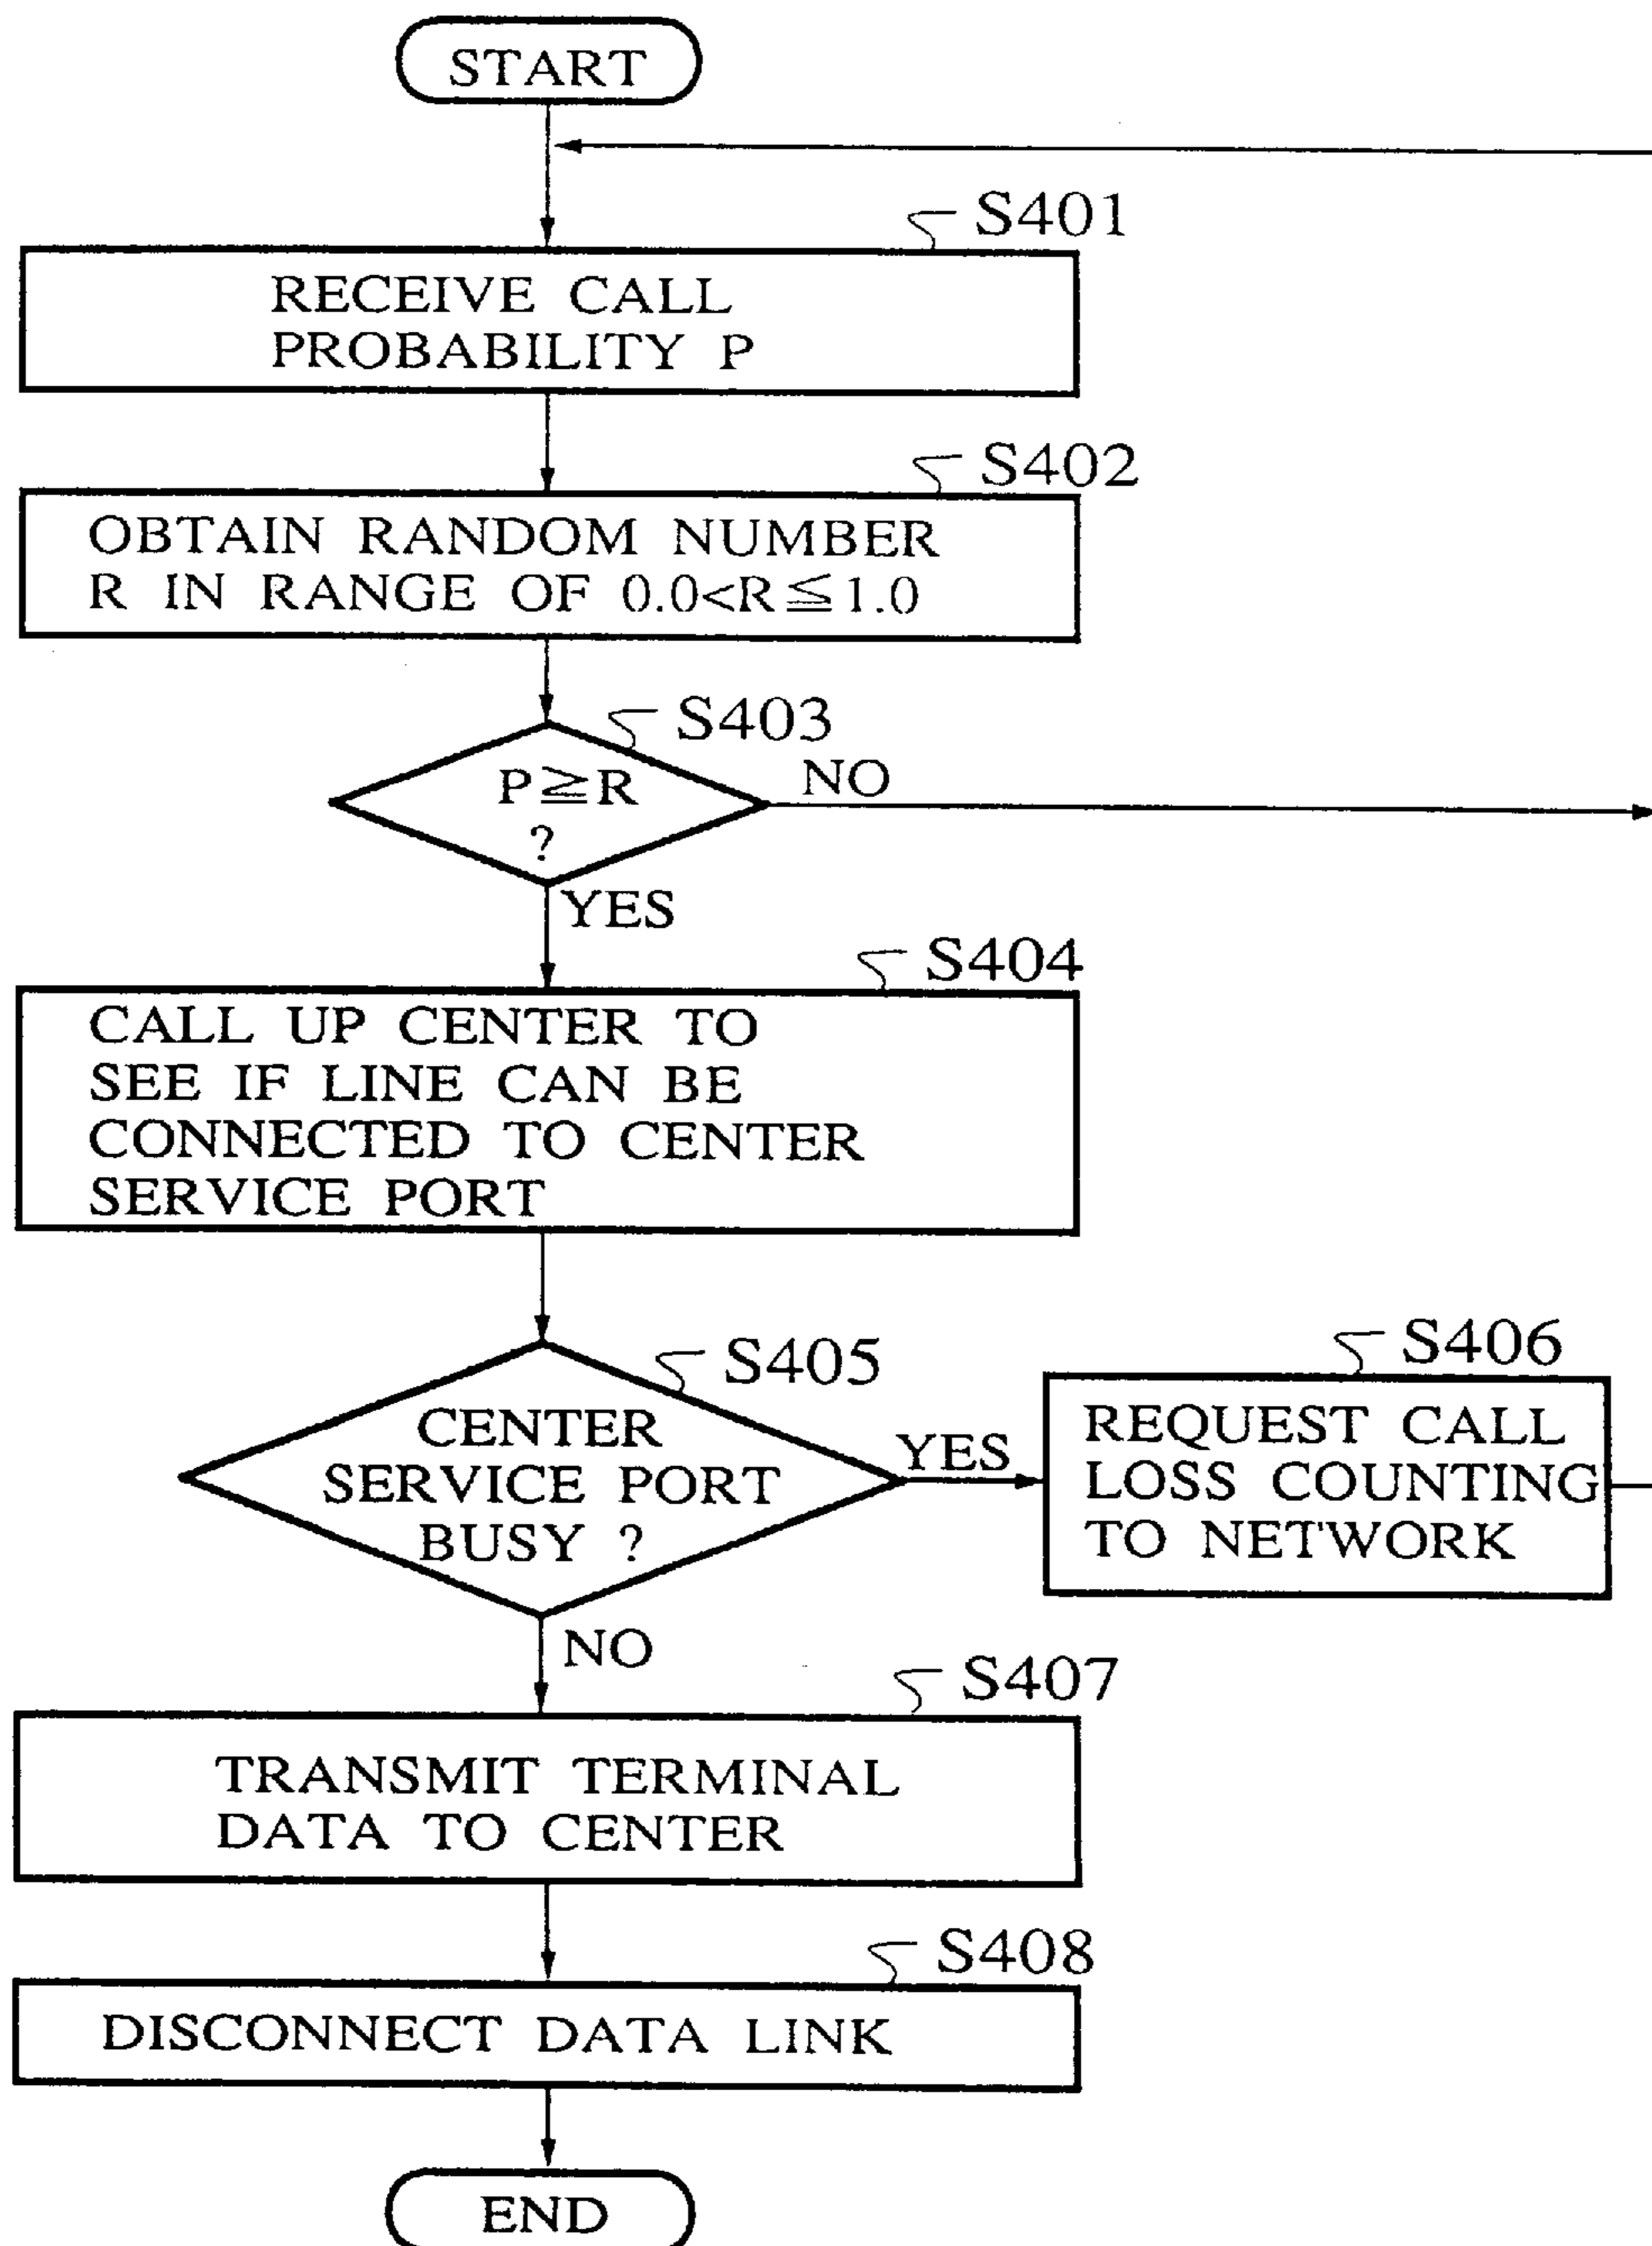 START
S401
RECEIVE CALL
PROBABILITY P
S402
OBTAIN RANDOM NUMBER
R IN RANGE OF 0.0<R≦1.0
S403
P≧R
?
NO
YES
S404
CALL UP CENTER TO
SEE IF LINE CAN BE
CONNECTED TO CENTER
SERVICE PORT
S405
CENTER
SERVICE PORT
BUSY ?
YES
S406
REQUEST CALL
LOSS COUNTING
TO NETWORK
NO
S407
TRANSMIT TERMINAL
DATA TO CENTER
S408
DISCONNECT DATA LINK
END